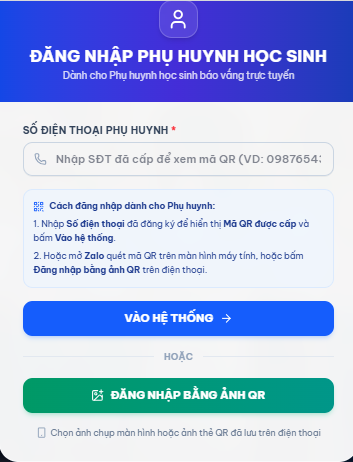 ĐĂNG NHẬP PHỤ HUYNH HỌC SINH
Dành cho Phụ huynh học sinh báo vắng trực tuyến
SỐ ĐIỆN THOẠI PHỤ HUYNH *
Nhập SĐT đã cấp để xem mã QR (VD: 09876543
Cách đăng nhập dành cho Phụ huynh:
1. Nhập Số điện thoại đã đăng ký để hiển thị Mã QR được cấp và
bấm Vào hệ thống.
2. Hoặc mở Zalo quét mã QR trên màn hình máy tính, hoặc bấm
Đăng nhập bằng ảnh QR trên điện thoại.
VÀO HỆ THỐNG →
HOẶC
ĐĂNG NHẬP BẰNG ẢNH QR
Chọn ảnh chụp màn hình hoặc ảnh thẻ QR đã lưu trên điện thoại